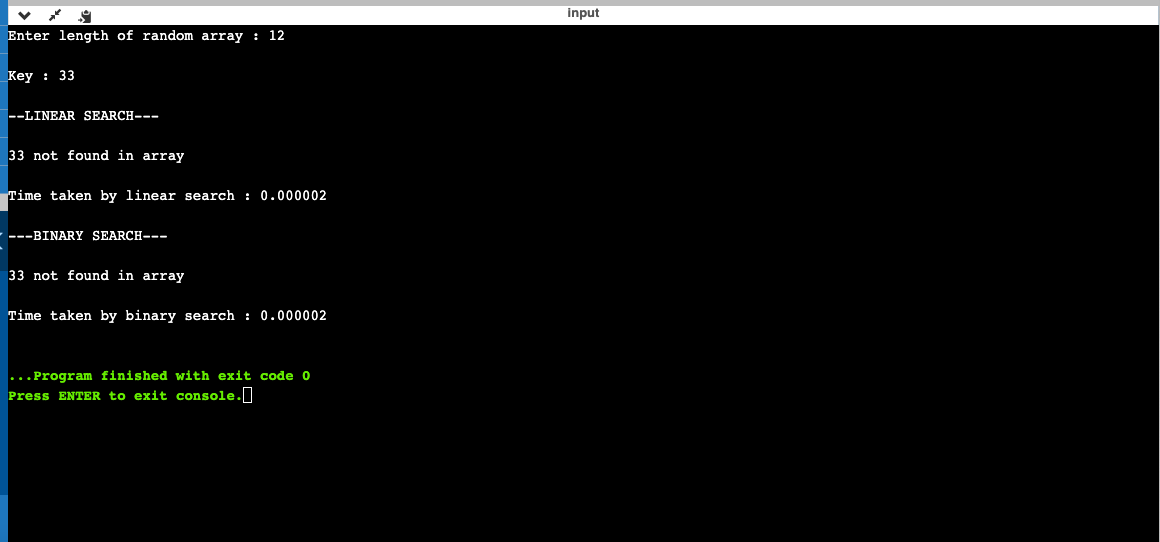 input
Enter length of random array : 12
Key : 33
--LINEAR SEARCH---
33 not found in array
Time taken by linear search : 0.000002
---BINARY SEARCH---
33 not found in array
Time taken by binary search : 0.000002
...Program finished with exit code 0
Press ENTER to exit console.